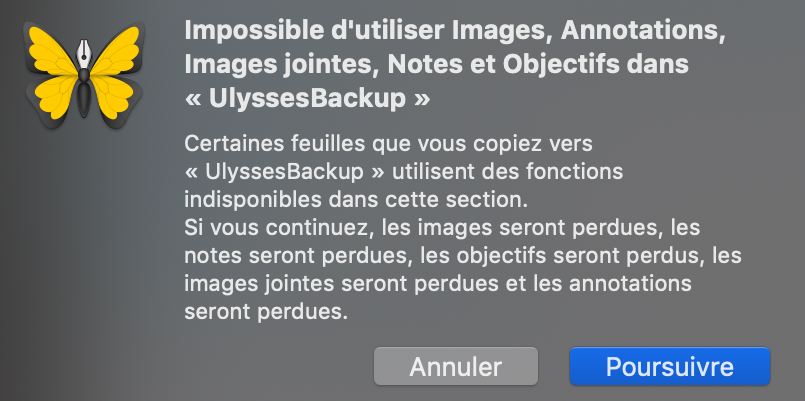 Impossible d'utiliser Images, Annotations,
Images jointes, Notes et Objectifs dans
« UlyssesBackup »
Certaines feuilles que vous copiez vers
« UlyssesBackup » utilisent des fonctions
indisponibles dans cette section.
Si vous continuez, les images seront perdues, les
notes seront perdues, les objectifs seront perdus, les
images jointes seront perdues et les annotations
seront perdues.
Annuler
Poursuivre